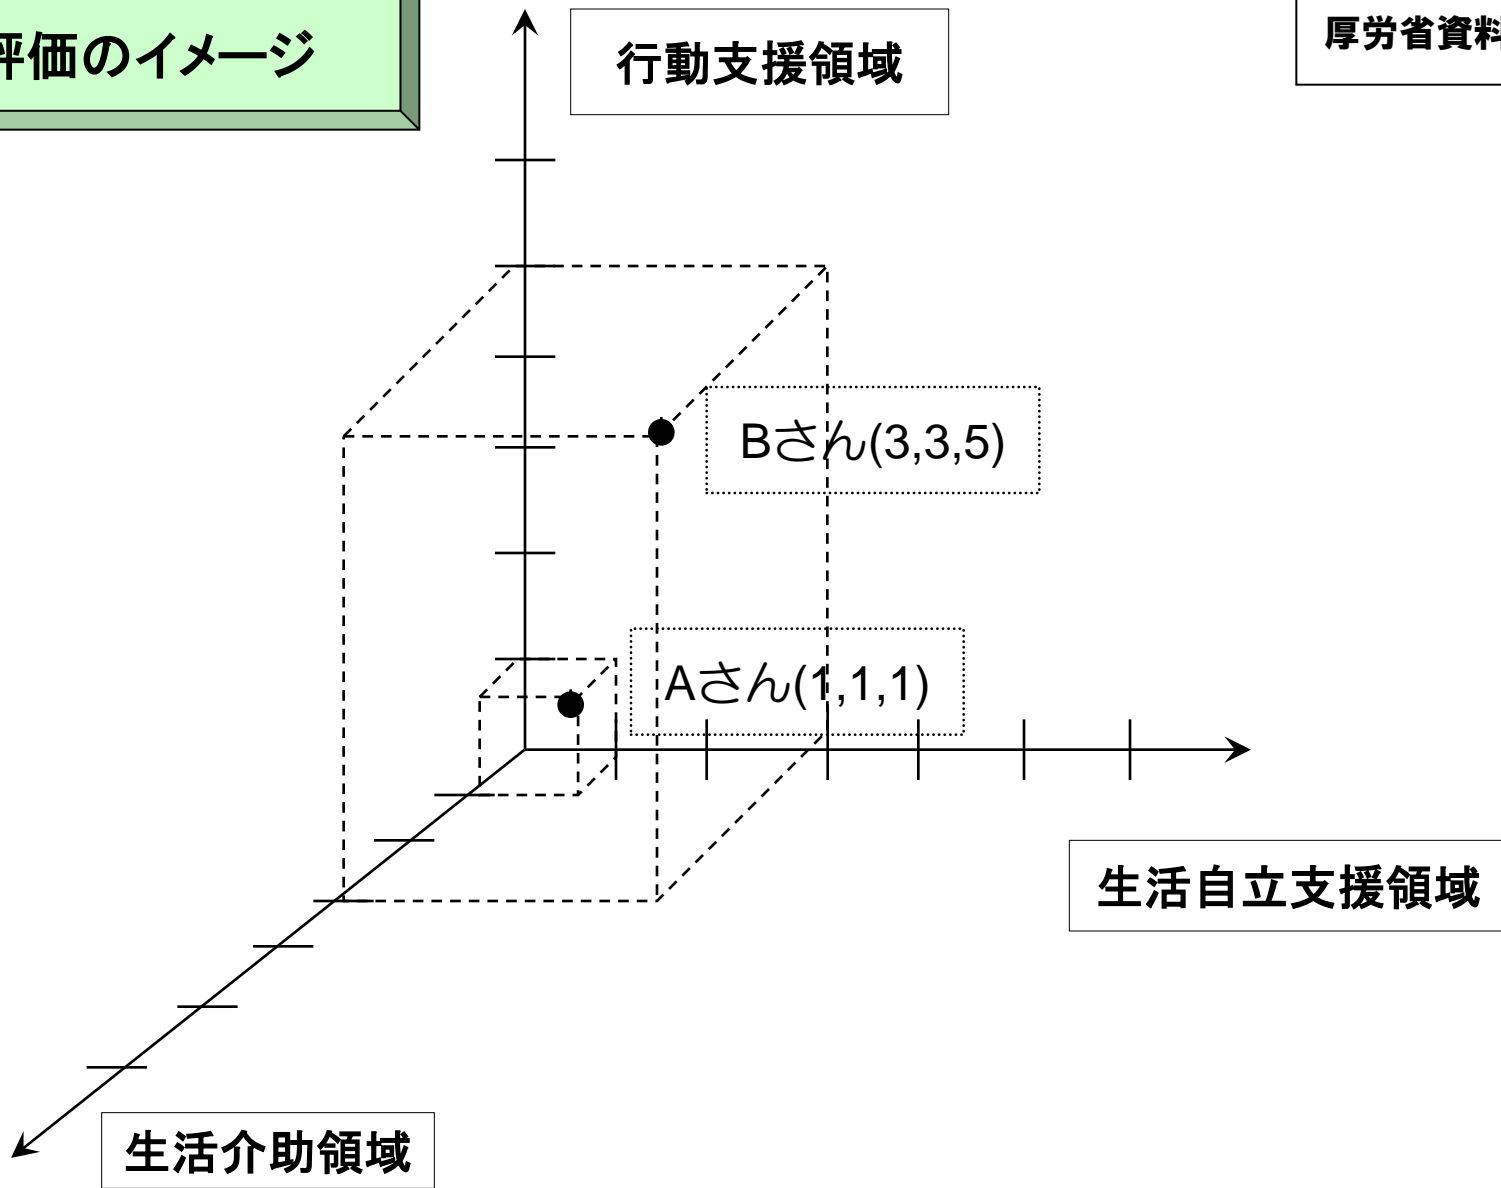 評価のイメージ
厚労省資料
行動支援領域
Bさん(3,3,5)
Aさん(1,1,1)
生活自立支援領域
生活介助領域